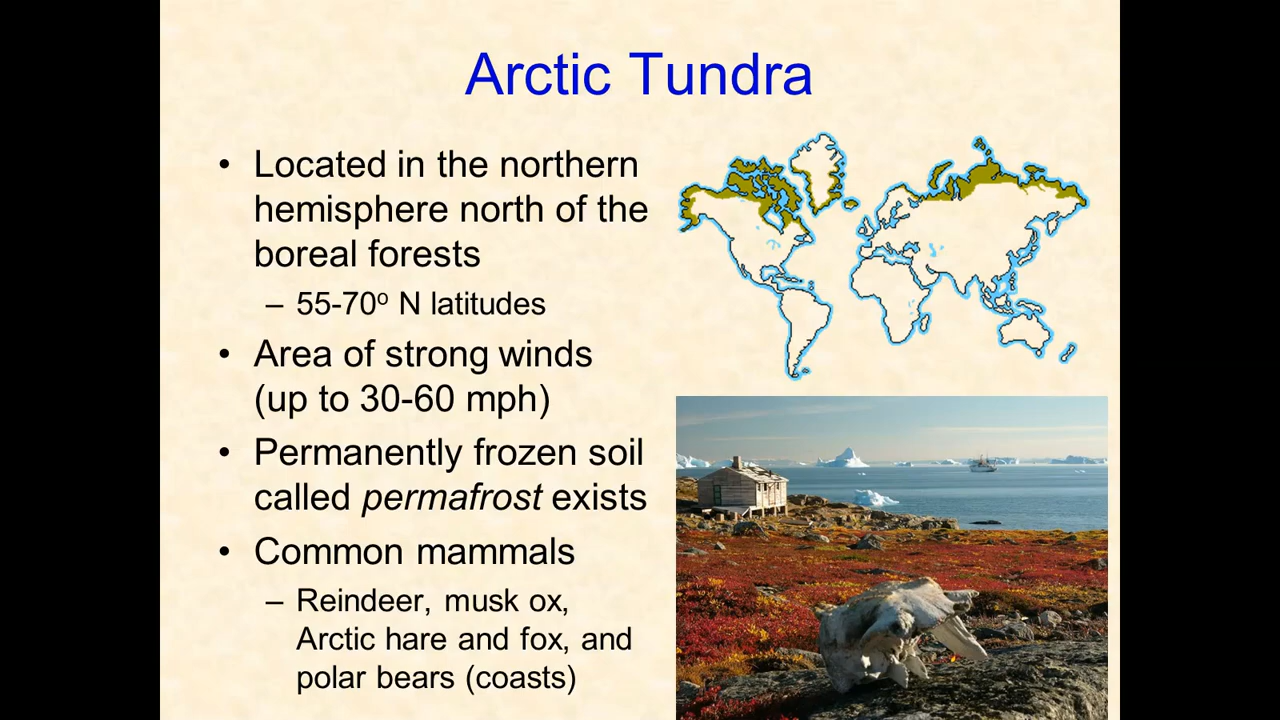 Arctic Tundra
• Located in the northern
hemisphere north of the
boreal forests
– 55-70º N latitudes
• Area of strong winds
(up to 30-60 mph)
• Permanently frozen soil
called permafrost exists
• Common mammals
– Reindeer, musk ox,
Arctic hare and fox, and
polar bears (coasts)